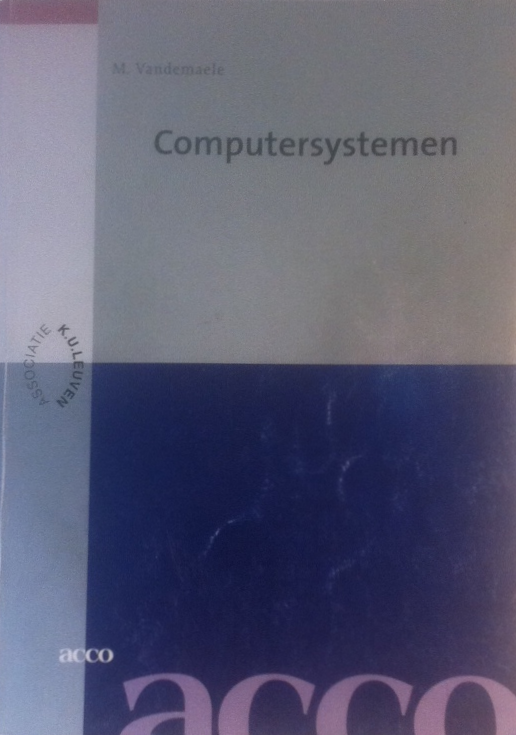 M. Vandemaele
Computersystemen
ASSOCIATIE
K.U.LEUVEN
acco
acco